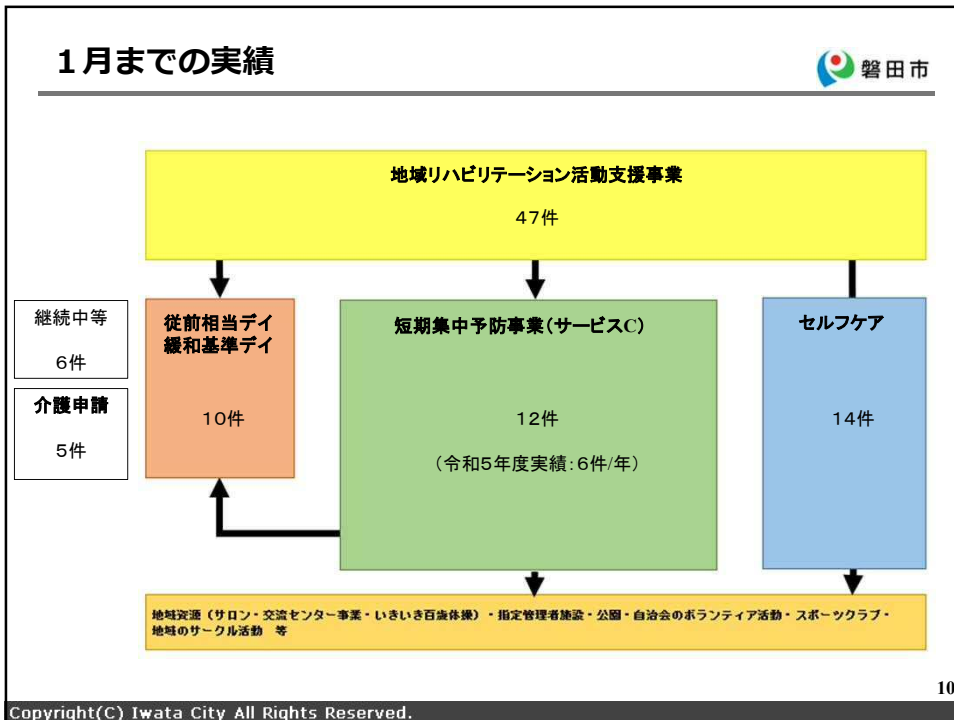 1月までの実績
磐田市
地域リハビリテーション活動支援事業
47件
継続中等
6件
介護申請
5件
従前相当デイ
緩和基準デイ
10件
短期集中予防事業(サービスC)
12件
(令和5年度実績:6件/年)
セルフケア
14件
地域資源(サロン・交流センター事業・いきいき百歳体操)・指定管理者施設・公園・自治会のボランティア活動・スポーツクラブ・
地域のサークル活動 等
10
Copyright(C) Iwata City All Rights Reserved.